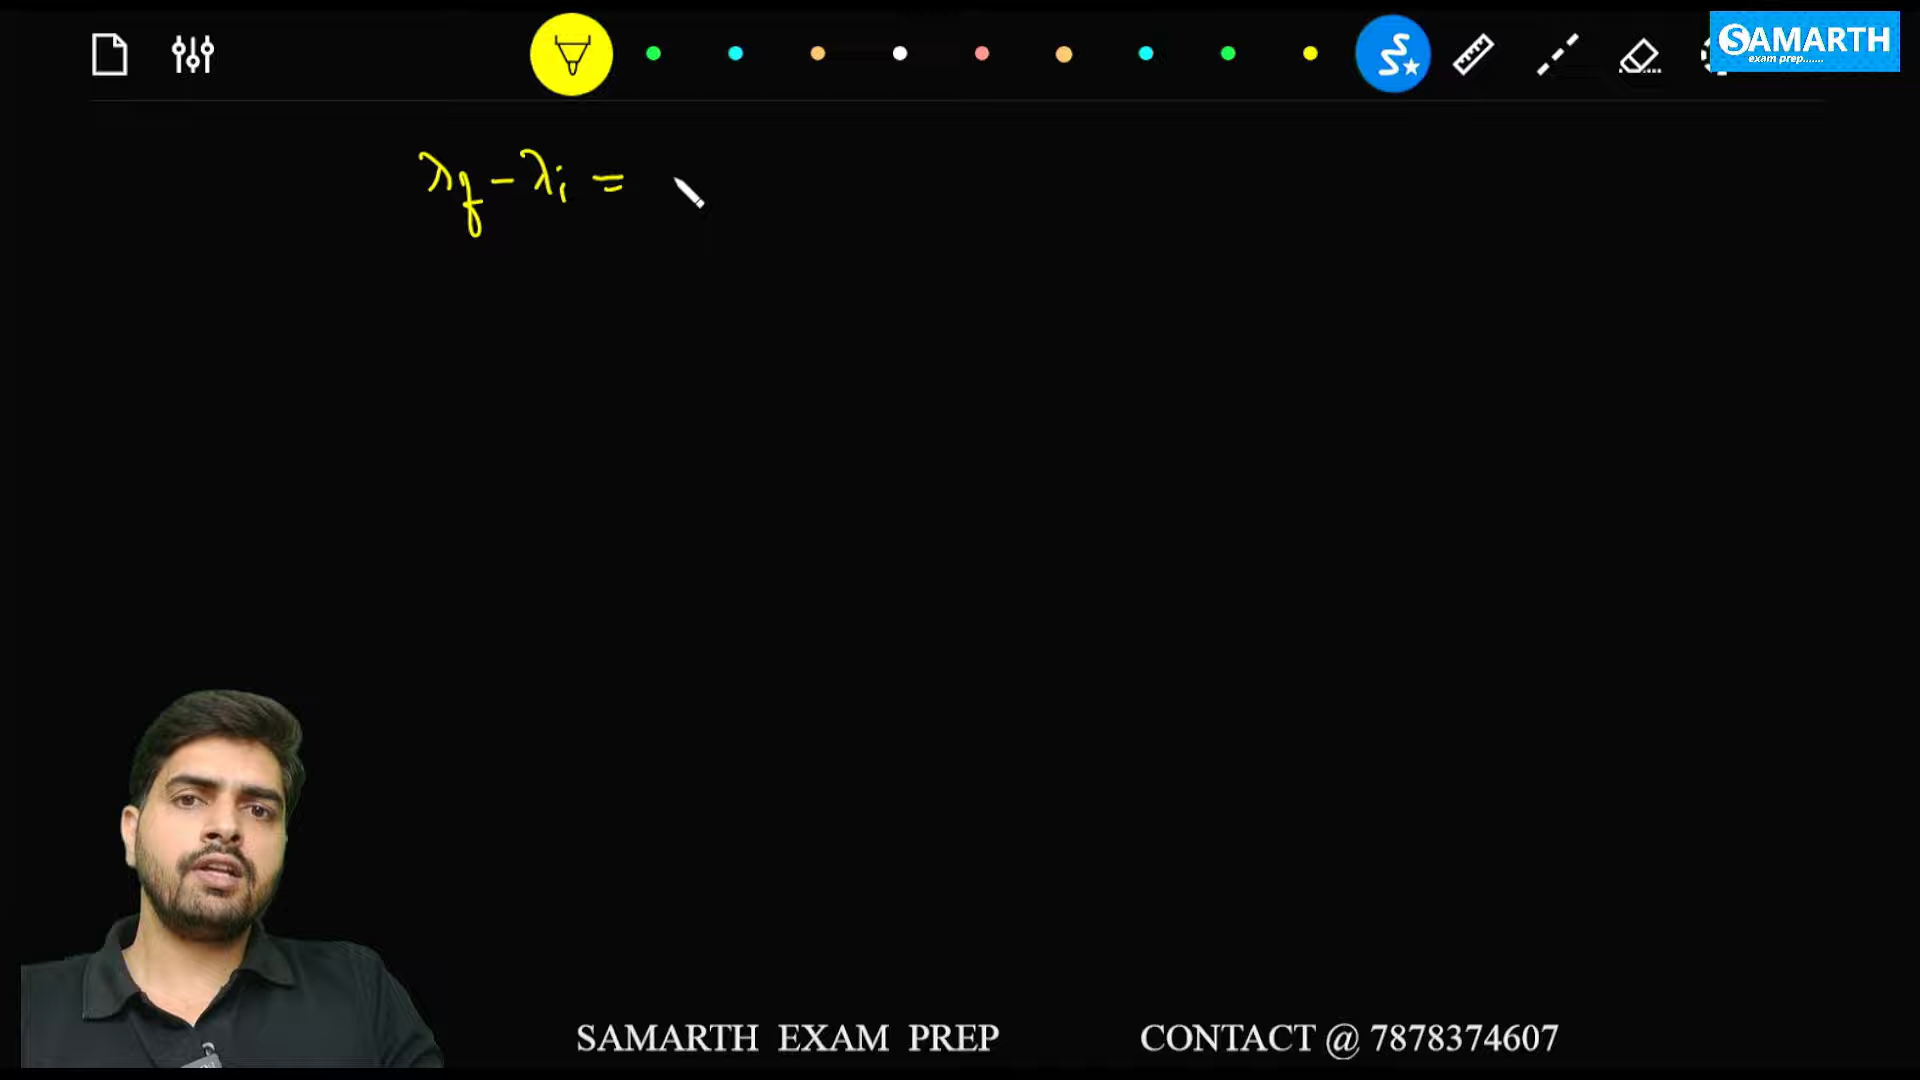 SAMARTH
exam prep.......
λf - λi =
SAMARTH EXAM PREP
CONTACT @ 7878374607